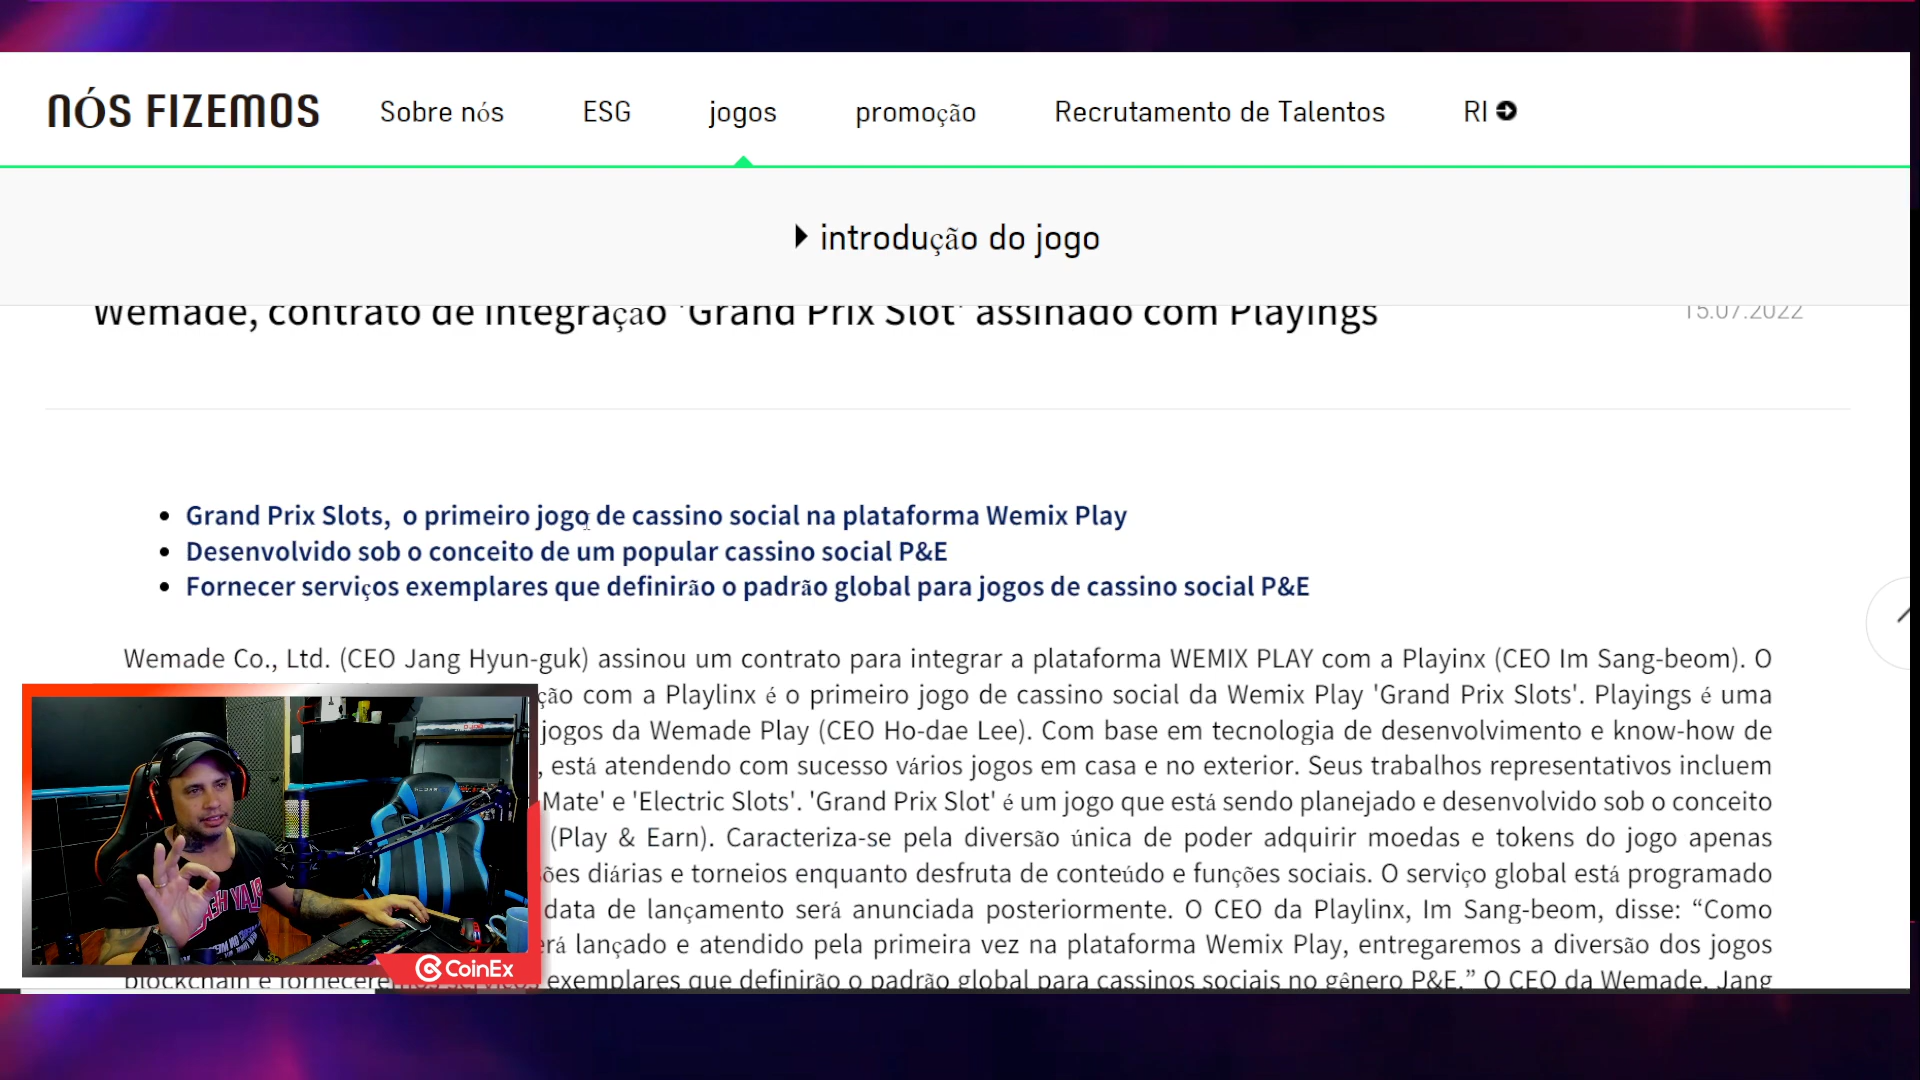 NÓS FIZEMOS Sobre nós ESG jogos promoção Recrutamento de Talentos RI
introdução do jogo
Wemade, contrato de integração 'Grand Prix Slot' assinado com Playings 15.07.2022
• Grand Prix Slots, o primeiro jogo de cassino social na plataforma Wemix Play
• Desenvolvido sob o conceito de um popular cassino social P&E
• Fornecer serviços exemplares que definirão o padrão global para jogos de cassino social P&E
Wemade Co., Ltd. (CEO Jang Hyun-guk) assinou um contrato para integrar a plataforma WEMIX PLAY com a Playinx (CEO Im Sang-beom). O
ção com a Playlinx é o primeiro jogo de cassino social da Wemix Play 'Grand Prix Slots'. Playings é uma
jogos da Wemade Play (CEO Ho-dae Lee). Com base em tecnologia de desenvolvimento e know-how de
, está atendendo com sucesso vários jogos em casa e no exterior. Seus trabalhos representativos incluem
Mate' e 'Electric Slots'. 'Grand Prix Slot' é um jogo que está sendo planejado e desenvolvido sob o conceito
(Play & Earn). Caracteriza-se pela diversão única de poder adquirir moedas e tokens do jogo apenas
ões diárias e torneios enquanto desfruta de conteúdo e funções sociais. O serviço global está programado
data de lançamento será anunciada posteriormente. O CEO da Playlinx, Im Sang-beom, disse: “Como
erá lançado e atendido pela primeira vez na plataforma Wemix Play, entregaremos a diversão dos jogos
blockchain e exemplares que definirão o padrão global para cassinos sociais no gênero P&E.” O CEO da Wemade, Jang
CoinEx